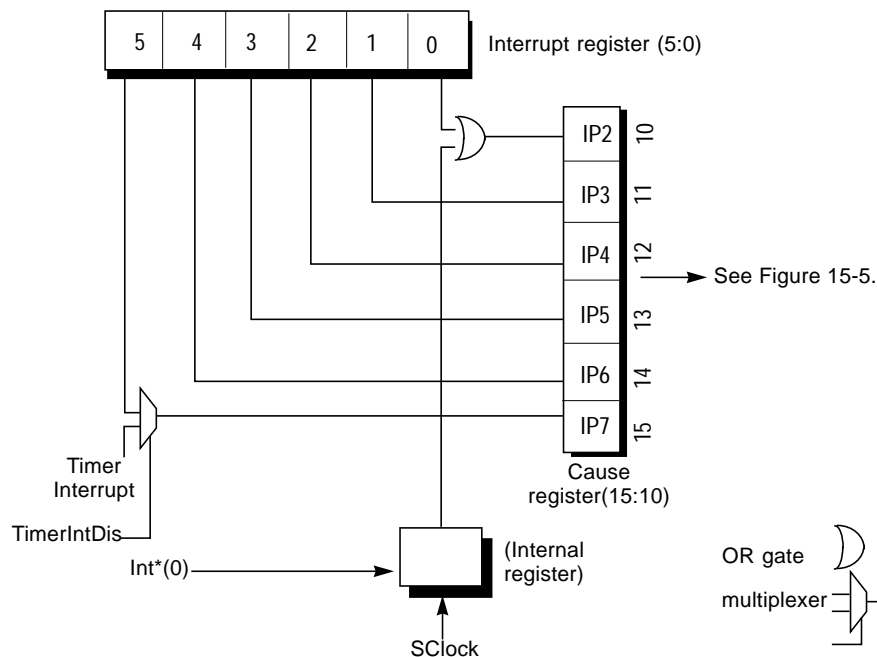 5 4 3 2 1 0
Interrupt register (5:0)
IP2 10
IP3 11
IP4 12
See Figure 15-5.
IP5 13
IP6 14
IP7 15
Timer
Interrupt
Cause
register(15:10)
TimerIntDis
(Internal
register)
Int*(0)
OR gate
multiplexer
SClock